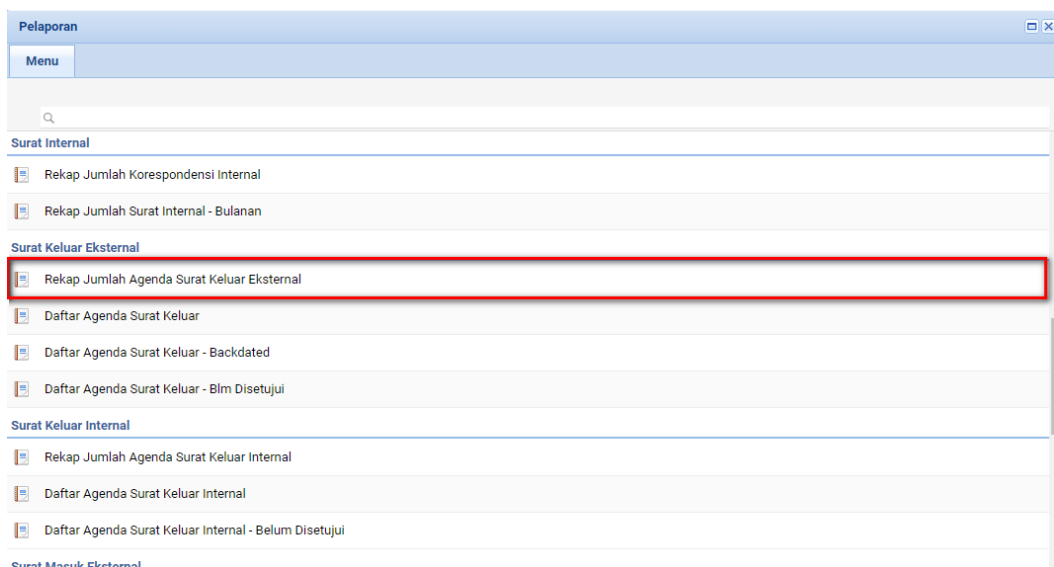 Pelaporan
Menu
Surat Internal
Rekap Jumlah Korespondensi Internal
Rekap Jumlah Surat Internal - Bulanan
Surat Keluar Eksternal
Rekap Jumlah Agenda Surat Keluar Eksternal
Daftar Agenda Surat Keluar
Daftar Agenda Surat Keluar - Backdated
Daftar Agenda Surat Keluar - Blm Disetujui
Surat Keluar Internal
Rekap Jumlah Agenda Surat Keluar Internal
Daftar Agenda Surat Keluar Internal
Daftar Agenda Surat Keluar Internal - Belum Disetujui
Surat Masuk Eksternal